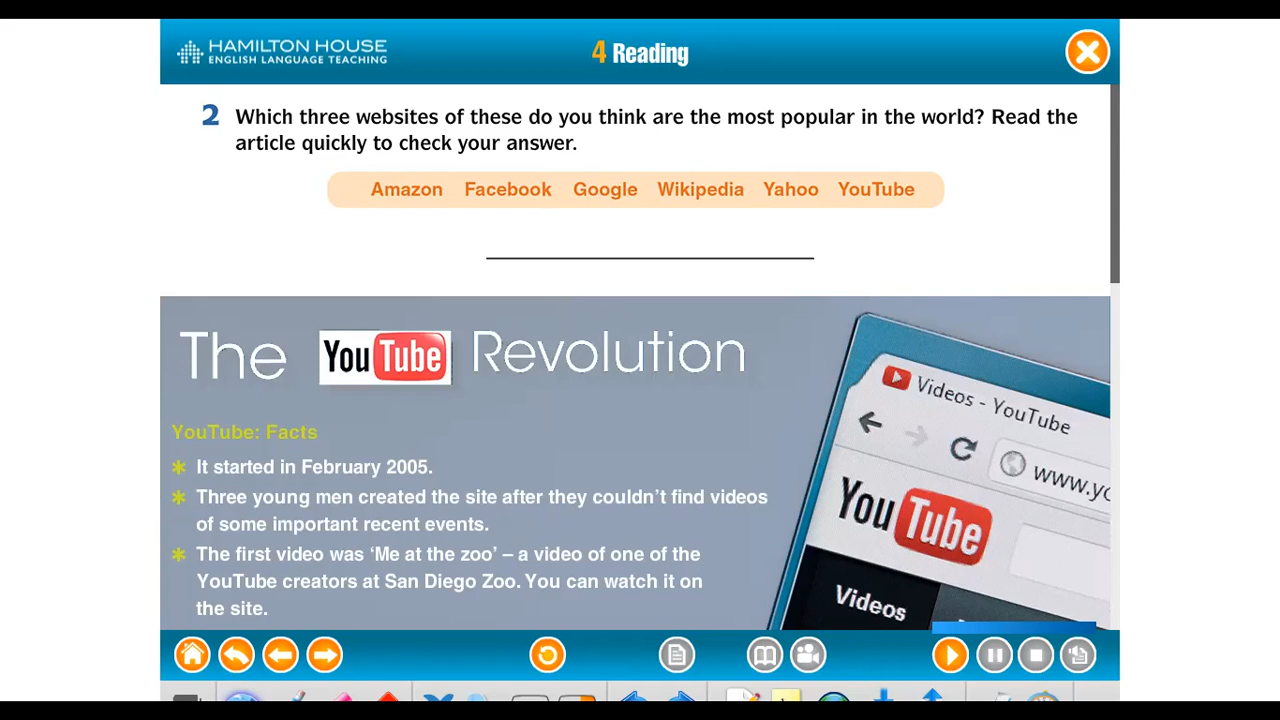 HAMILTON HOUSE
ENGLISH LANGUAGE TEACHING
4 Reading
2 Which three websites of these do you think are the most popular in the world? Read the
article quickly to check your answer.
Amazon Facebook Google Wikipedia Yahoo YouTube
The YouTube Revolution
YouTube: Facts
It started in February 2005.
Three young men created the site after they couldn't find videos
of some important recent events.
The first video was ‘Me at the zoo’ – a video of one of the
YouTube creators at San Diego Zoo. You can watch it on
the site.
Videos - YouTube
www.yo
YouTube
Videos